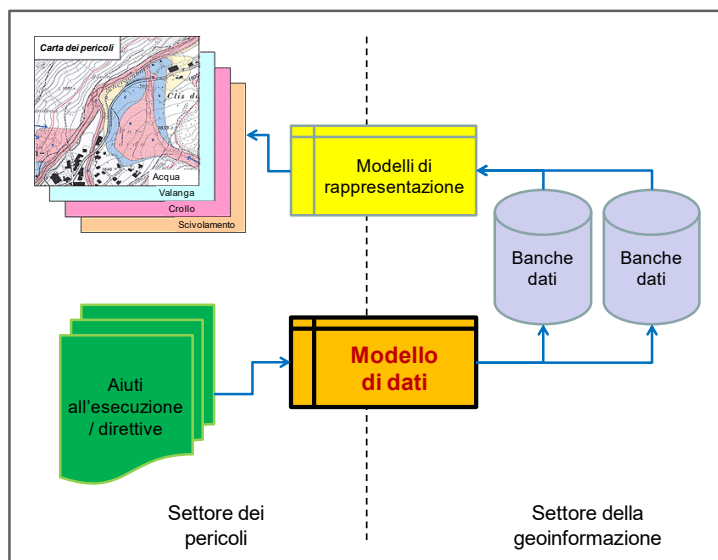 Carta dei pericoli
Acqua
Valanga
Crollo
Scivolamento
Modelli di
rappresentazione
Banche
dati
Banche
dati
Aiuti
all'esecuzione
/ direttive
Modello
di dati
Settore dei
pericoli
Settore della
geoinformazione